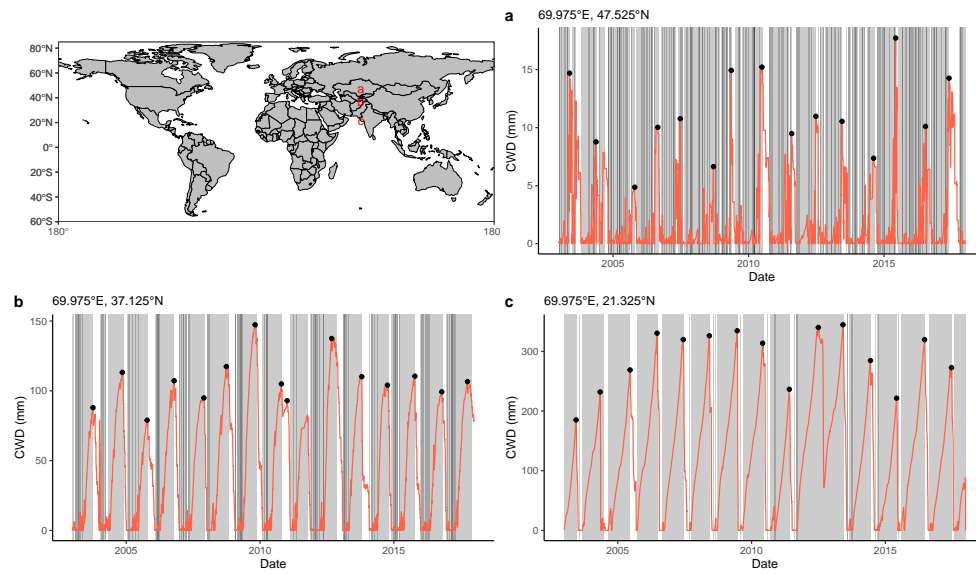 a
69.975°E, 47.525°N
80°N
60°N
40°N
20°N
0°
20°S
40°S
60°S
180°
180
a
b
c
CWD (mm)
15
10
5
0
2005
2010
2015
Date
b
69.975°E, 37.125°N
CWD (mm)
150
100
50
0
2005
2010
2015
Date
c
69.975°E, 21.325°N
CWD (mm)
300
200
100
0
2005
2010
2015
Date